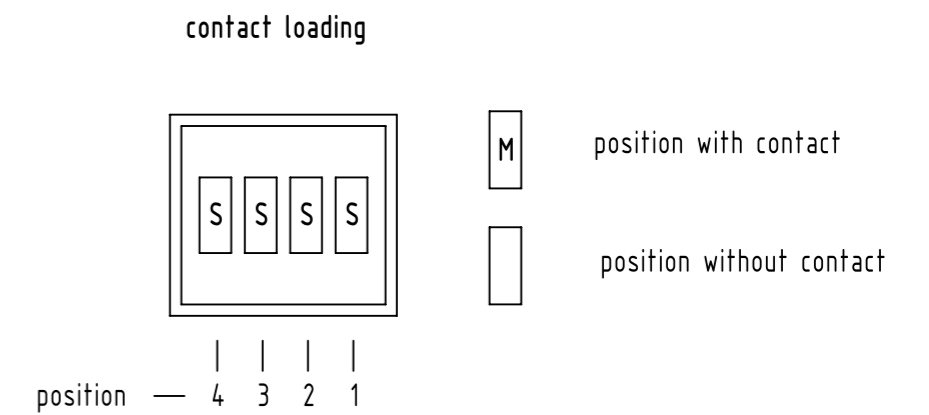 contact loading
M position with contact
S S S S
position without contact
position — 4 3 2 1